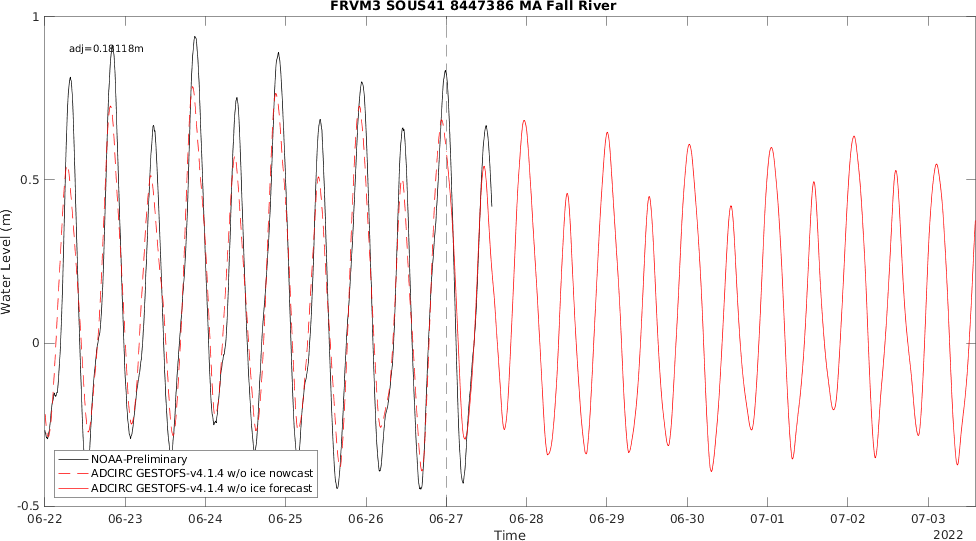 FRVM3 SOUS41 8447386 MA Fall River
adj=0.18118m
Water Level (m)
1
0.5
0
-0.5
NOAA-Preliminary
ADCIRC GESTOFS-v4.1.4 w/o ice nowcast
ADCIRC GESTOFS-v4.1.4 w/o ice forecast
06-22 06-23 06-24 06-25 06-26 06-27 06-28 06-29 06-30 07-01 07-02 07-03
Time
2022